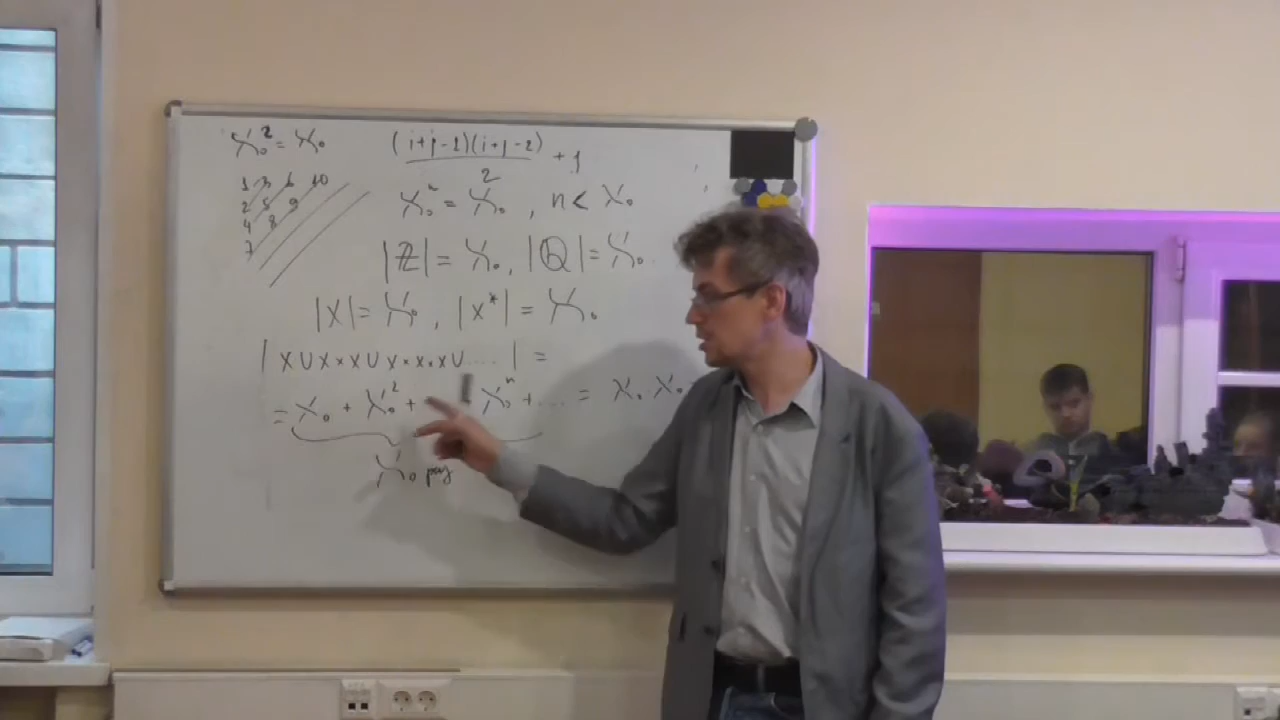 ℵ₀² = ℵ₀
(i+j-1)(i+j-2)/2 + 1
1 3 6 10
2 5 9
4 8
7
ℵ₀ⁿ = ℵ₀, n < ℵ₀
|ℤ| = ℵ₀, |ℚ| = ℵ₀
|X| = ℵ₀, |X*| = ℵ₀
| X ∪ X×X ∪ X×X×X ∪ .... | =
= ℵ₀ + ℵ₀² + ℵ₀ⁿ + ... = ℵ₀ ℵ₀
ℵ₀ раз